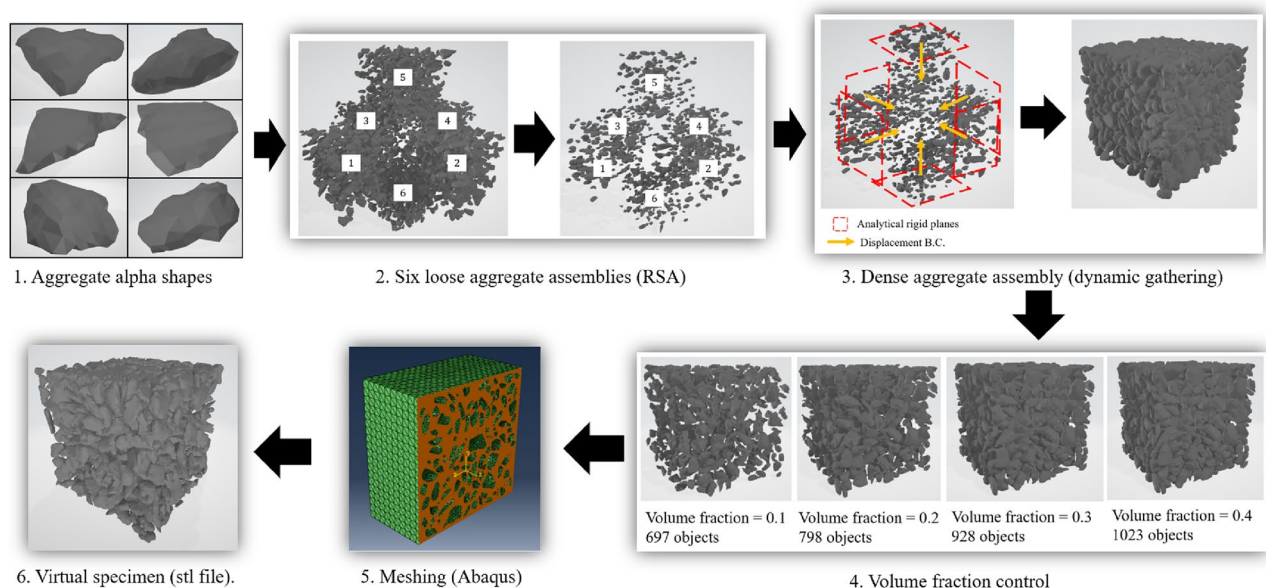 5
3
4
1
2
6
5
3
4
1
2
6
Analytical rigid planes
Displacement B.C.
1. Aggregate alpha shapes
2. Six loose aggregate assemblies (RSA)
3. Dense aggregate assembly (dynamic gathering)
Volume fraction = 0.1
697 objects
Volume fraction = 0.2
798 objects
Volume fraction = 0.3
928 objects
Volume fraction = 0.4
1023 objects
6. Virtual specimen (stl file).
5. Meshing (Abaqus)
4. Volume fraction control